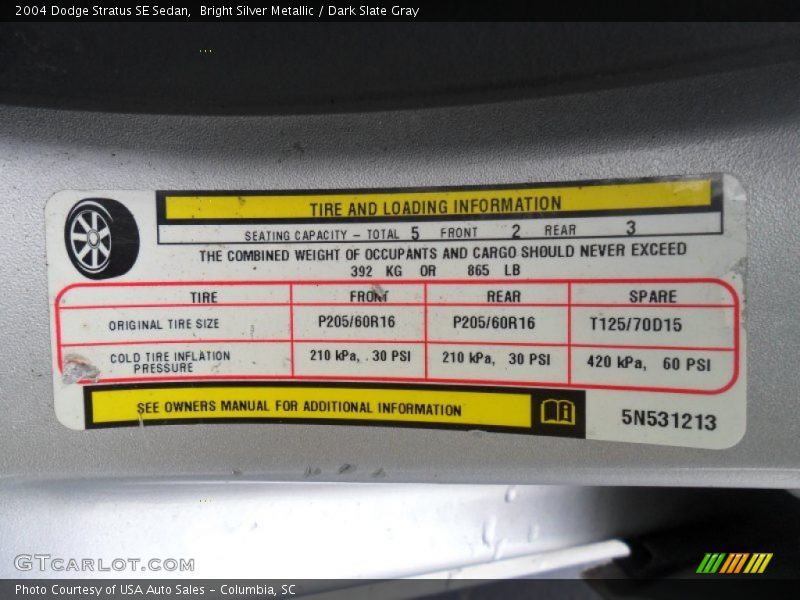 2004 Dodge Stratus SE Sedan,  Bright Silver Metallic / Dark Slate Gray
TIRE AND LOADING INFORMATION
SEATING CAPACITY – TOTAL 5 FRONT 2 REAR 3
THE COMBINED WEIGHT OF OCCUPANTS AND CARGO SHOULD NEVER EXCEED
392 KG OR 865 LB
TIRE FRONT REAR SPARE
ORIGINAL TIRE SIZE P205/60R16 P205/60R16 T125/70D15
COLD TIRE INFLATION PRESSURE 210 kPa, 30 PSI 210 kPa, 30 PSI 420 kPa, 60 PSI
SEE OWNERS MANUAL FOR ADDITIONAL INFORMATION
5N531213
GTCARLOT.COM
Photo Courtesy of USA Auto Sales – Columbia, SC